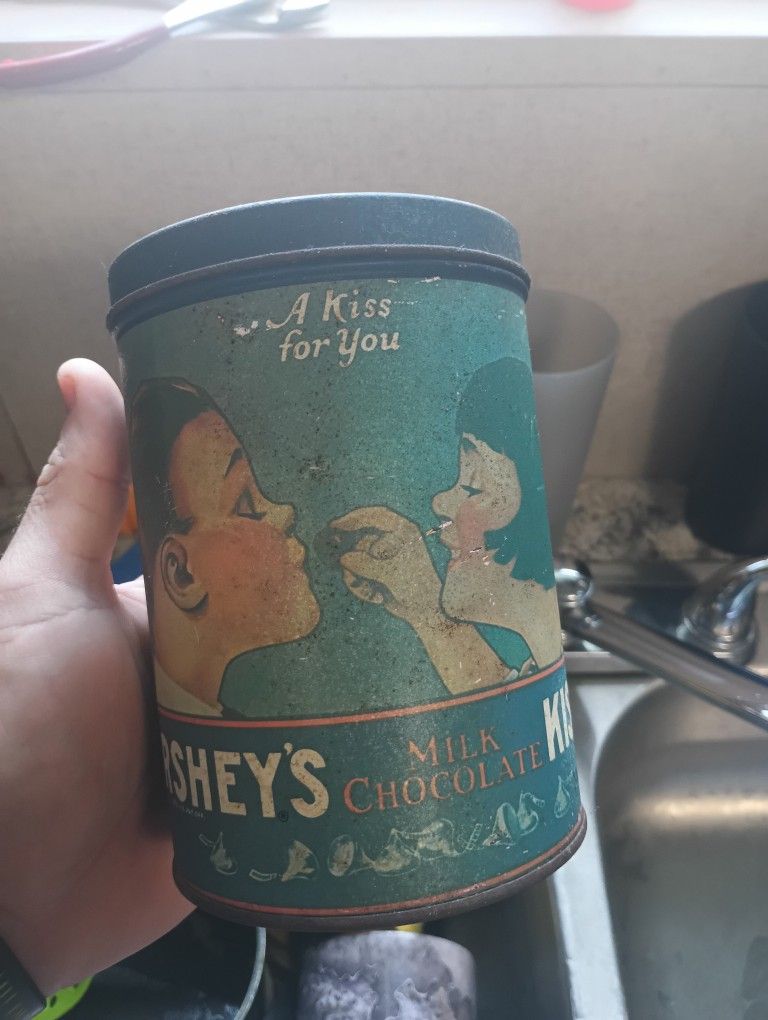 A Kiss
for You
RSHEY'S
®
MILK
CHOCOLATE
KIS